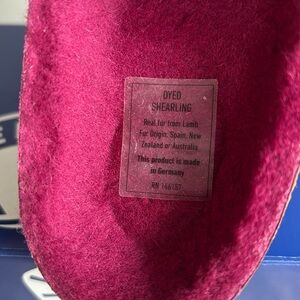 DYED
SHEARLING
Real fur from Lamb
Fur Origin: Spain, New
Zealand or Australia
This product is made
in Germany
RN 146157